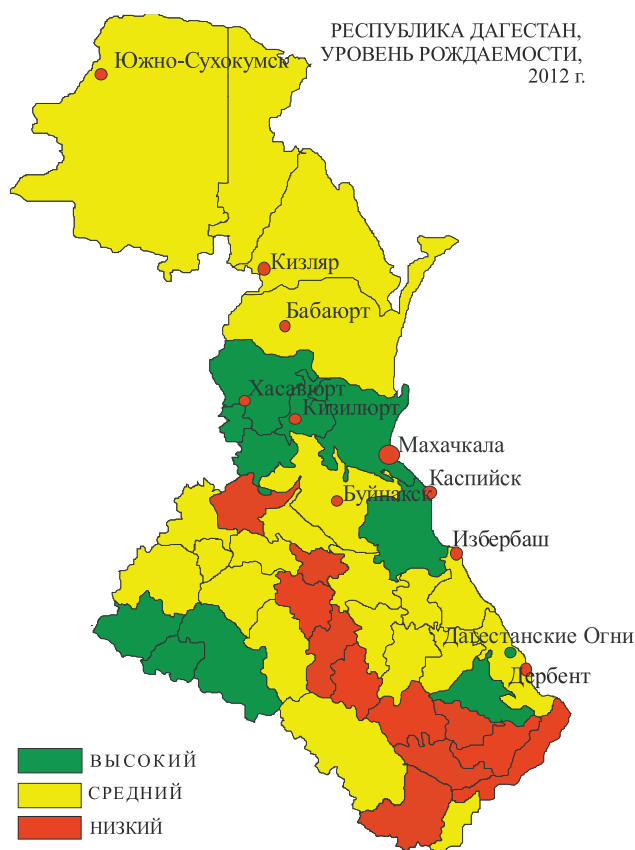 РЕСПУБЛИКА ДАГЕСТАН,
УРОВЕНЬ РОЖДАЕМОСТИ,
2012 г.
Южно-Сухокумск
Кизляр
Бабаюрт
Хасавюрт
Кизилюрт
Махачкала
Каспийск
Буйнакск
Избербаш
Дагестанские Огни
Дербент
ВЫСОКИЙ
СРЕДНИЙ
НИЗКИЙ